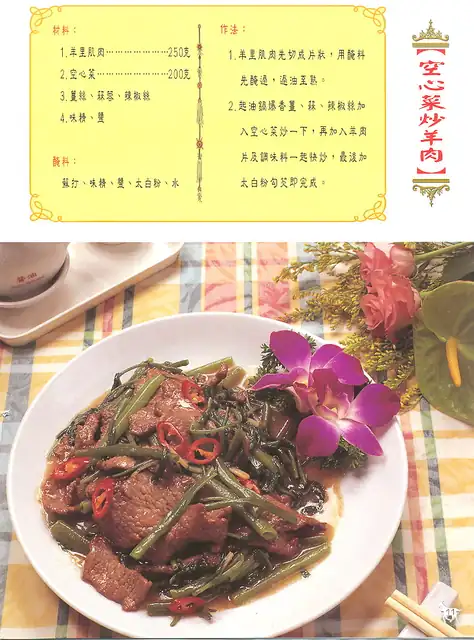 【空心菜炒羊肉】
材料：
1.羊里肌肉…………………250克
2.空心菜……………………200克
3.薑絲、蒜蓉、辣椒絲
4.味精、鹽
醃料：
蘇打、味精、鹽、太白粉、水
作法：
1.羊里肌肉先切成片狀，用醃料
先醃過，過油至熟。
2.起油鍋爆香薑、蒜、辣椒絲加
入空心菜炒一下，再加入羊肉
片及調味料一起快炒，最後加
太白粉勾芡即完成。
醬油